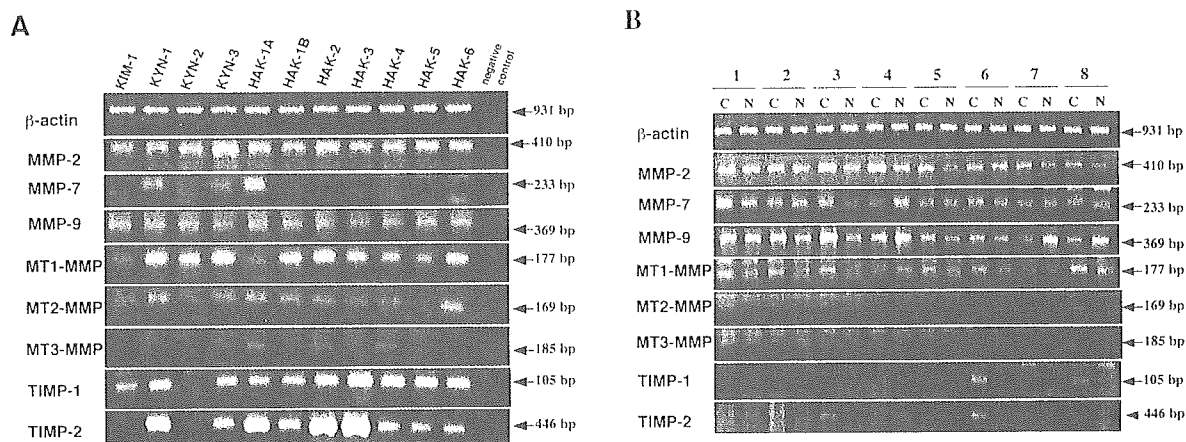 A
KIM-1 KYN-1 KYN-2 KYN-3 HAK-1A HAK-1B HAK-2 HAK-3 HAK-4 HAK-5 HAK-6 negative control
β-actin 931 bp
MMP-2 410 bp
MMP-7 233 bp
MMP-9 369 bp
MT1-MMP 177 bp
MT2-MMP 169 bp
MT3-MMP 185 bp
TIMP-1 105 bp
TIMP-2 446 bp
B
1 2 3 4 5 6 7 8
C N C N C N C N C N C N C N C N
β-actin 931 bp
MMP-2 410 bp
MMP-7 233 bp
MMP-9 369 bp
MT1-MMP 177 bp
MT2-MMP 169 bp
MT3-MMP 185 bp
TIMP-1 105 bp
TIMP-2 446 bp